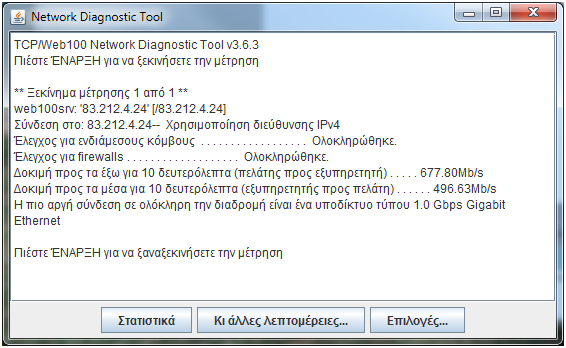 Network Diagnostic Tool
TCP/Web100 Network Diagnostic Tool v3.6.3
Πιέστε ΈΝΑΡΞΗ για να ξεκινήσετε την μέτρηση
** Ξεκίνημα μέτρησης 1 από 1 **
web100srv: '83.212.4.24' [/83.212.4.24]
Σύνδεση στο: 83.212.4.24-- Χρησιμοποίηση διεύθυνσης IPv4
Έλεγχος για ενδιάμεσους κόμβους . . . . . . . . . . . . . . . . . . Ολοκληρώθηκε.
Έλεγχος για firewalls . . . . . . . . . . . . . . . . . . . Ολοκληρώθηκε.
Δοκιμή προς τα έξω για 10 δευτερόλεπτα (πελάτης προς εξυπηρετητή) . . . . . 677.80Mb/s
Δοκιμή προς τα μέσα για 10 δευτερόλεπτα (εξυπηρετητής προς πελάτη) . . . . . . 496.63Mb/s
Η πιο αργή σύνδεση σε ολόκληρη την διαδρομή είναι ένα υποδίκτυο τύπου 1.0 Gbps Gigabit
Ethernet
Πιέστε ΈΝΑΡΞΗ για να ξαναξεκινήσετε την μέτρηση
Στατιστικά Κι άλλες λεπτομέρειες... Επιλογές...